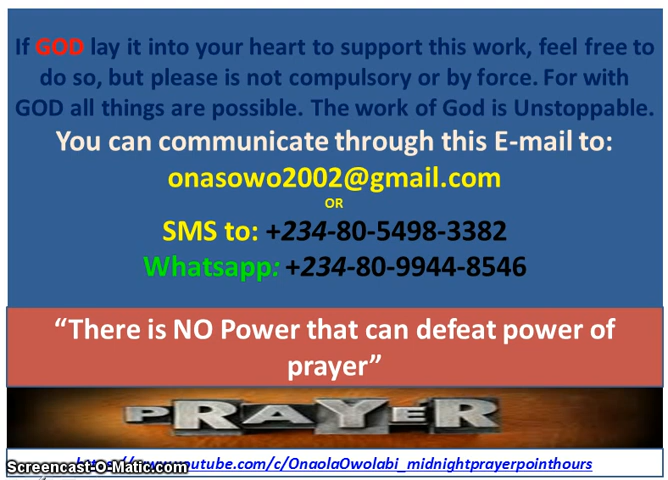 If GOD lay it into your heart to support this work, feel free to
do so, but please is not compulsory or by force. For with
GOD all things are possible. The work of God is Unstoppable.
You can communicate through this E-mail to:
onasowo2002@gmail.com
OR
SMS to: +234-80-5498-3382
Whatsapp: +234-80-9944-8546
“There is NO Power that can defeat power of
prayer”
PRAYER
Screencast-O-Matic.com
.youtube.com/c/OnaolaOwolabi_midnightprayerpointhours